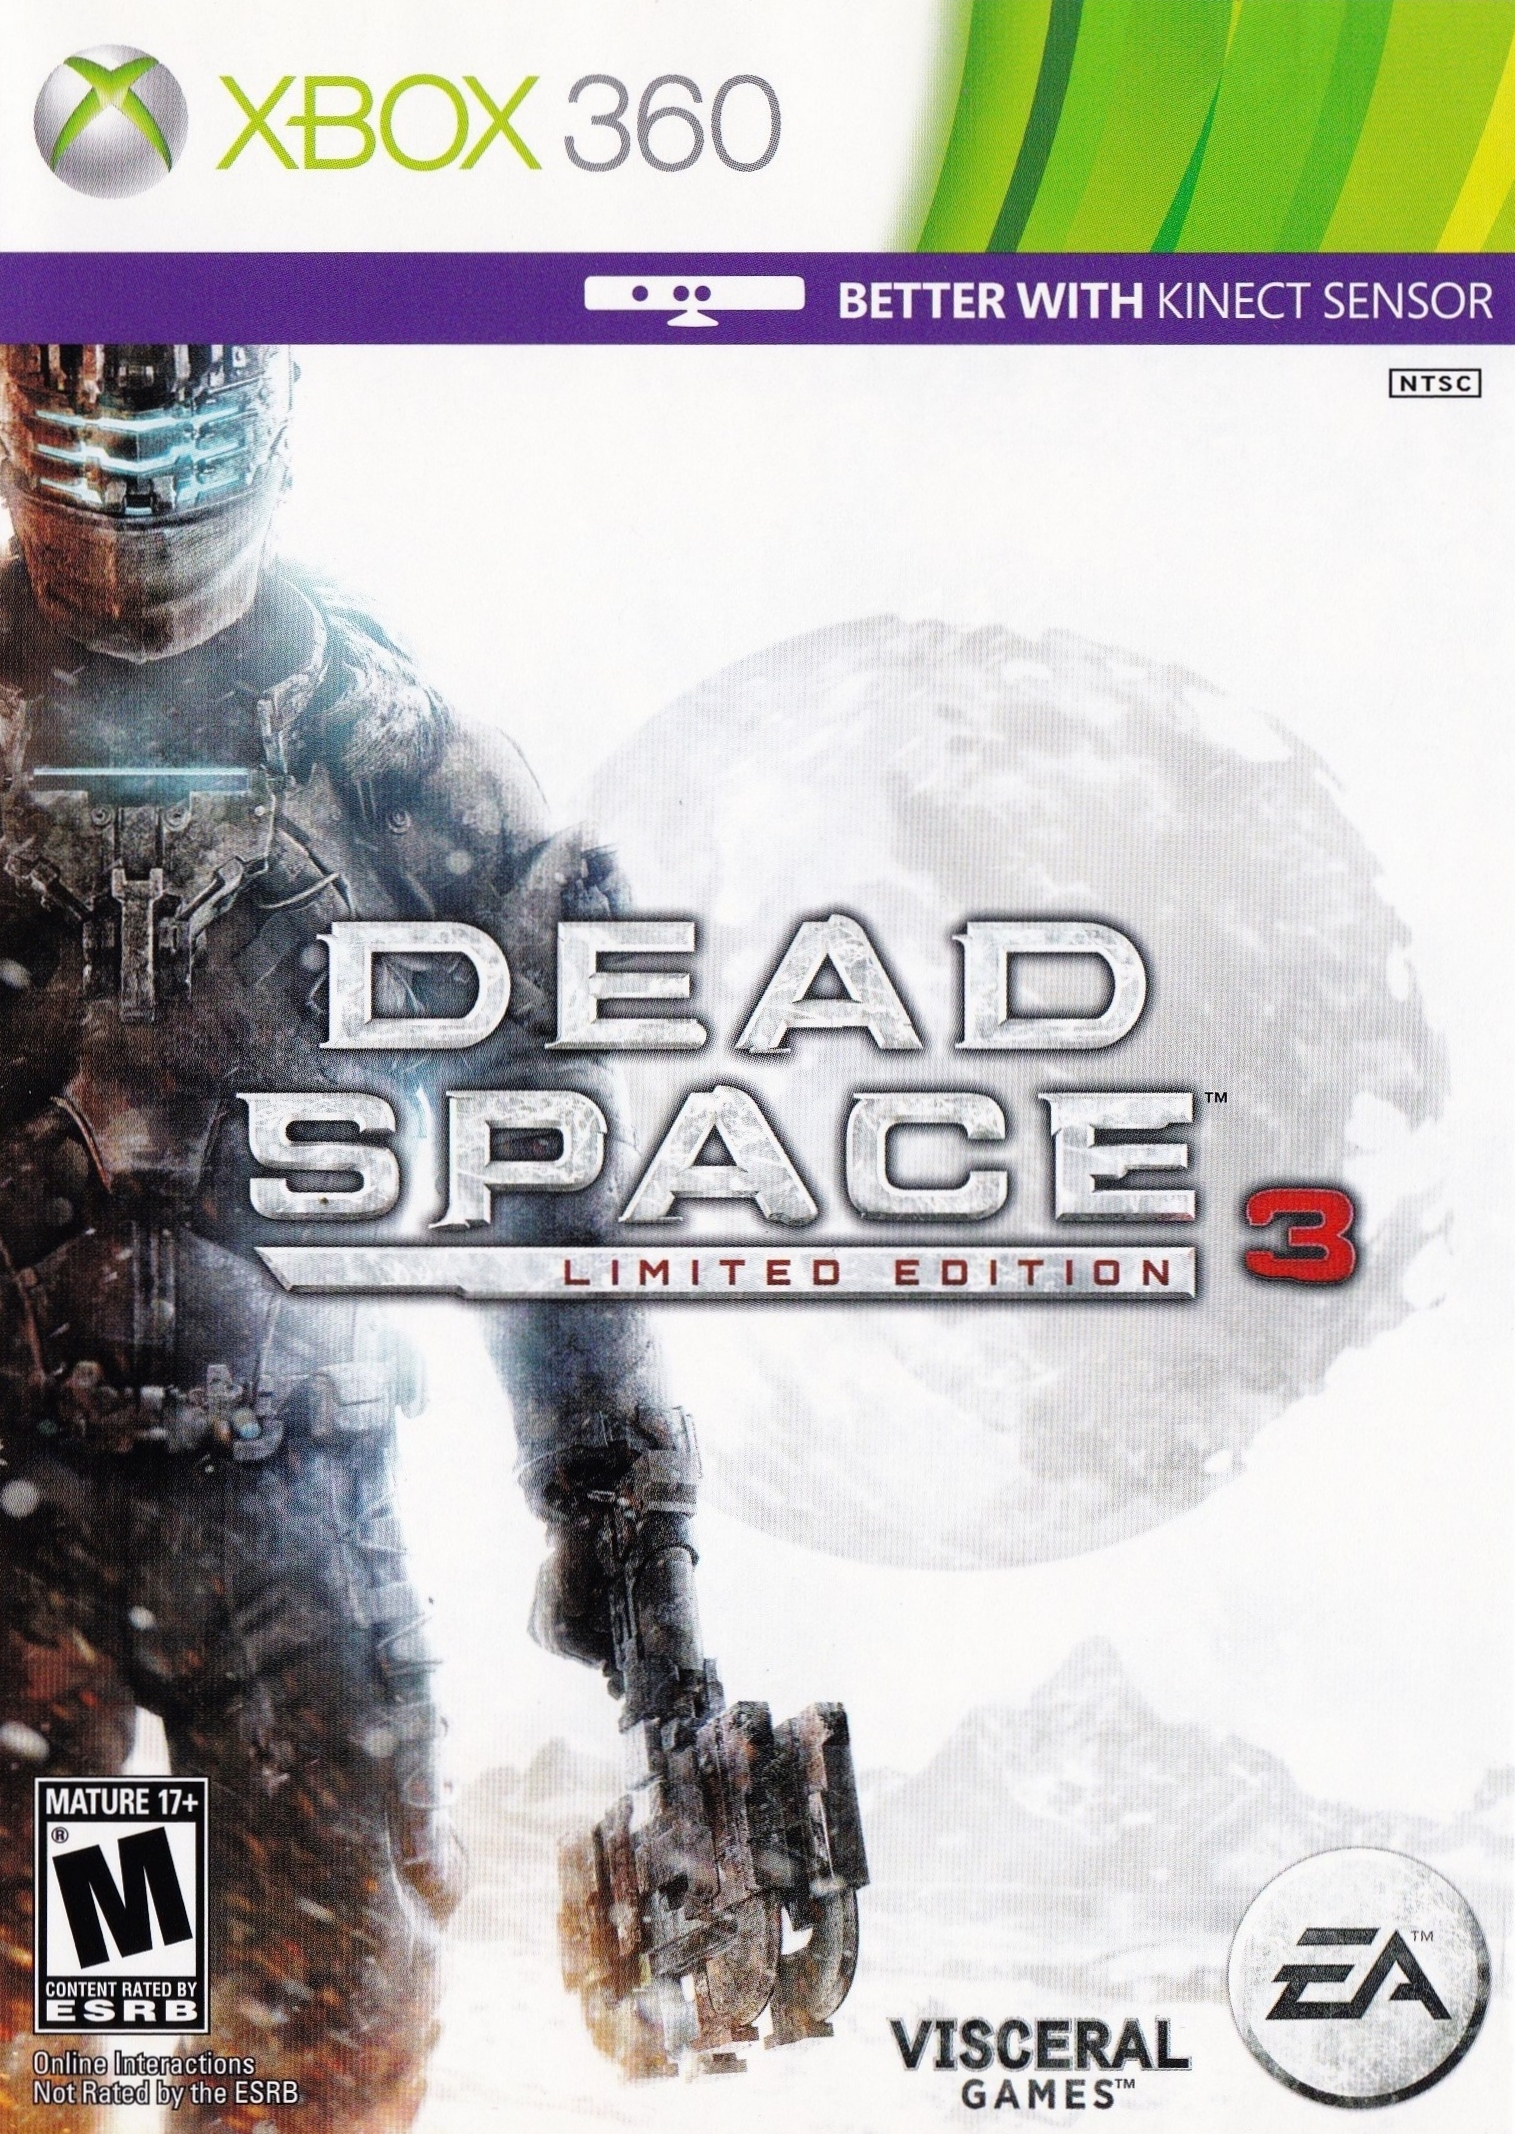 XBOX 360
BETTER WITH KINECT SENSOR
NTSC
DEAD
SPACE™
3
LIMITED EDITION
MATURE 17+
®
M
CONTENT RATED BY
ESRB
Online Interactions
Not Rated by the ESRB
VISCERAL
GAMES™
EA™